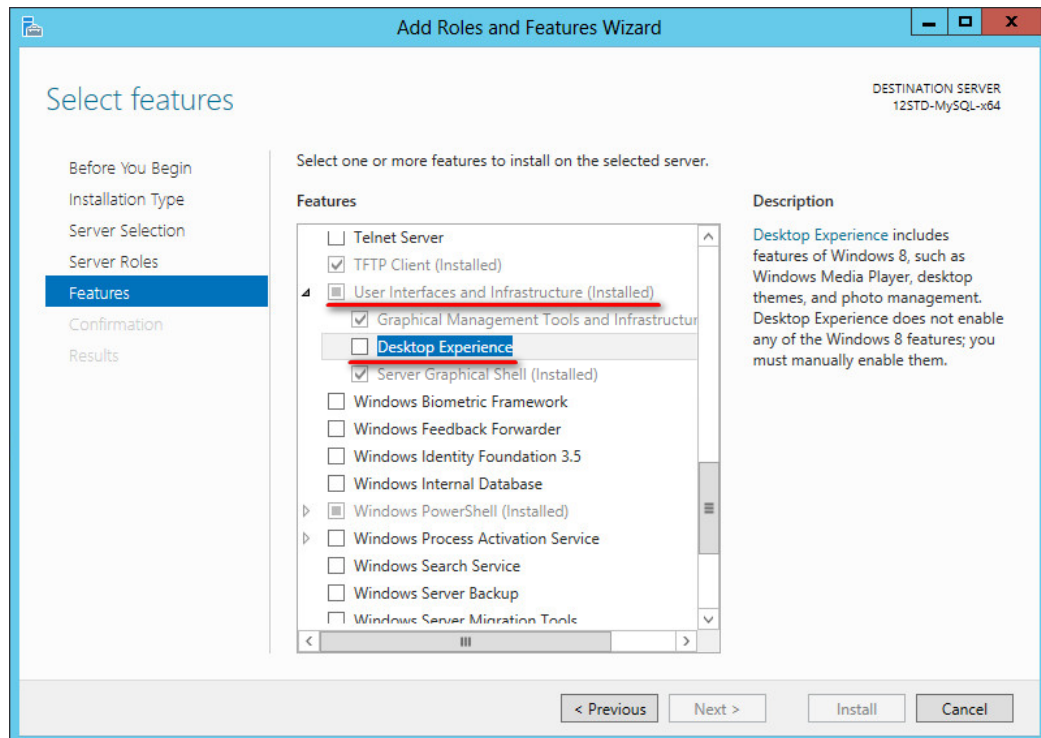 Add Roles and Features Wizard
Select features
DESTINATION SERVER
12STD-MySQL-x64
Before You Begin
Installation Type
Server Selection
Server Roles
Features
Confirmation
Results
Select one or more features to install on the selected server.
Features
Telnet Server
TFTP Client (Installed)
User Interfaces and Infrastructure (Installed)
Graphical Management Tools and Infrastructur
Desktop Experience
Server Graphical Shell (Installed)
Windows Biometric Framework
Windows Feedback Forwarder
Windows Identity Foundation 3.5
Windows Internal Database
Windows PowerShell (Installed)
Windows Process Activation Service
Windows Search Service
Windows Server Backup
Windows Server Migration Tools
Description
Desktop Experience includes
features of Windows 8, such as
Windows Media Player, desktop
themes, and photo management.
Desktop Experience does not enable
any of the Windows 8 features; you
must manually enable them.
< Previous
Next >
Install
Cancel